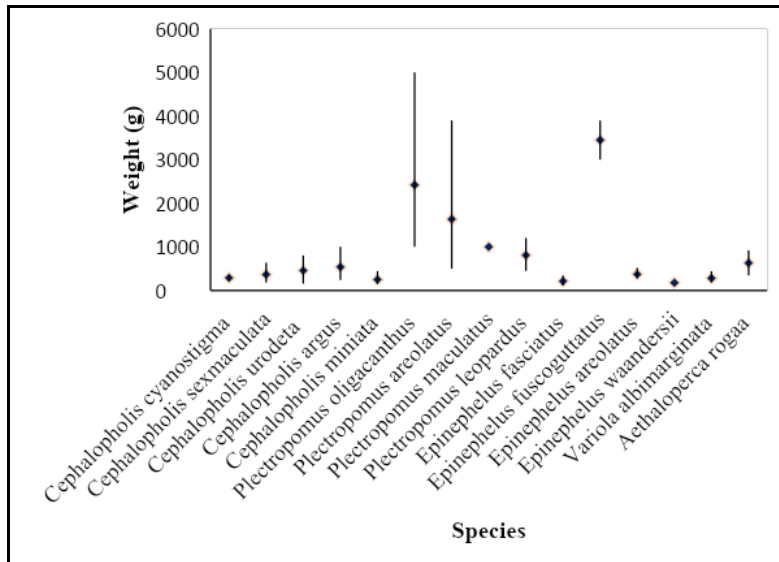 Weight (g)
6000
5000
4000
3000
2000
1000
0
Cephalopholis cyanostigma
Cephalopholis sexmaculata
Cephalopholis urodeta
Cephalopholis argus
Cephalopholis miniata
Plectropomus oligacanthus
Plectropomus areolatus
Plectropomus maculatus
Plectropomus leopardus
Epinephelus fasciatus
Epinephelus fuscoguttatus
Epinephelus areolatus
Epinephelus waandersii
Variola albimarginata
Aethaloperca rogaa
Species